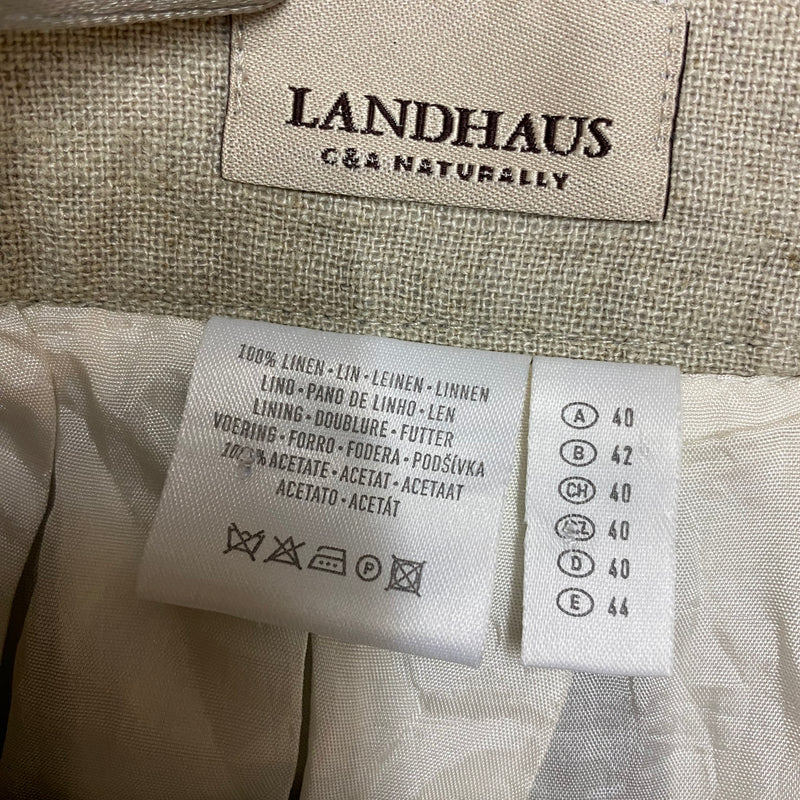 LANDHAUS
C&A NATURALLY
100% LINEN · LIN · LEINEN · LINNEN
LINO · PANO DE LINHO · LEN
LINING · DOUBLURE · FUTTER
VOERING · FORRO · FODERA · PODŠÍVKA
100% ACETATE · ACETAT · ACETAAT
ACETATO · ACETÁT
P
A 40
B 42
CH 40
CZ 40
D 40
E 44